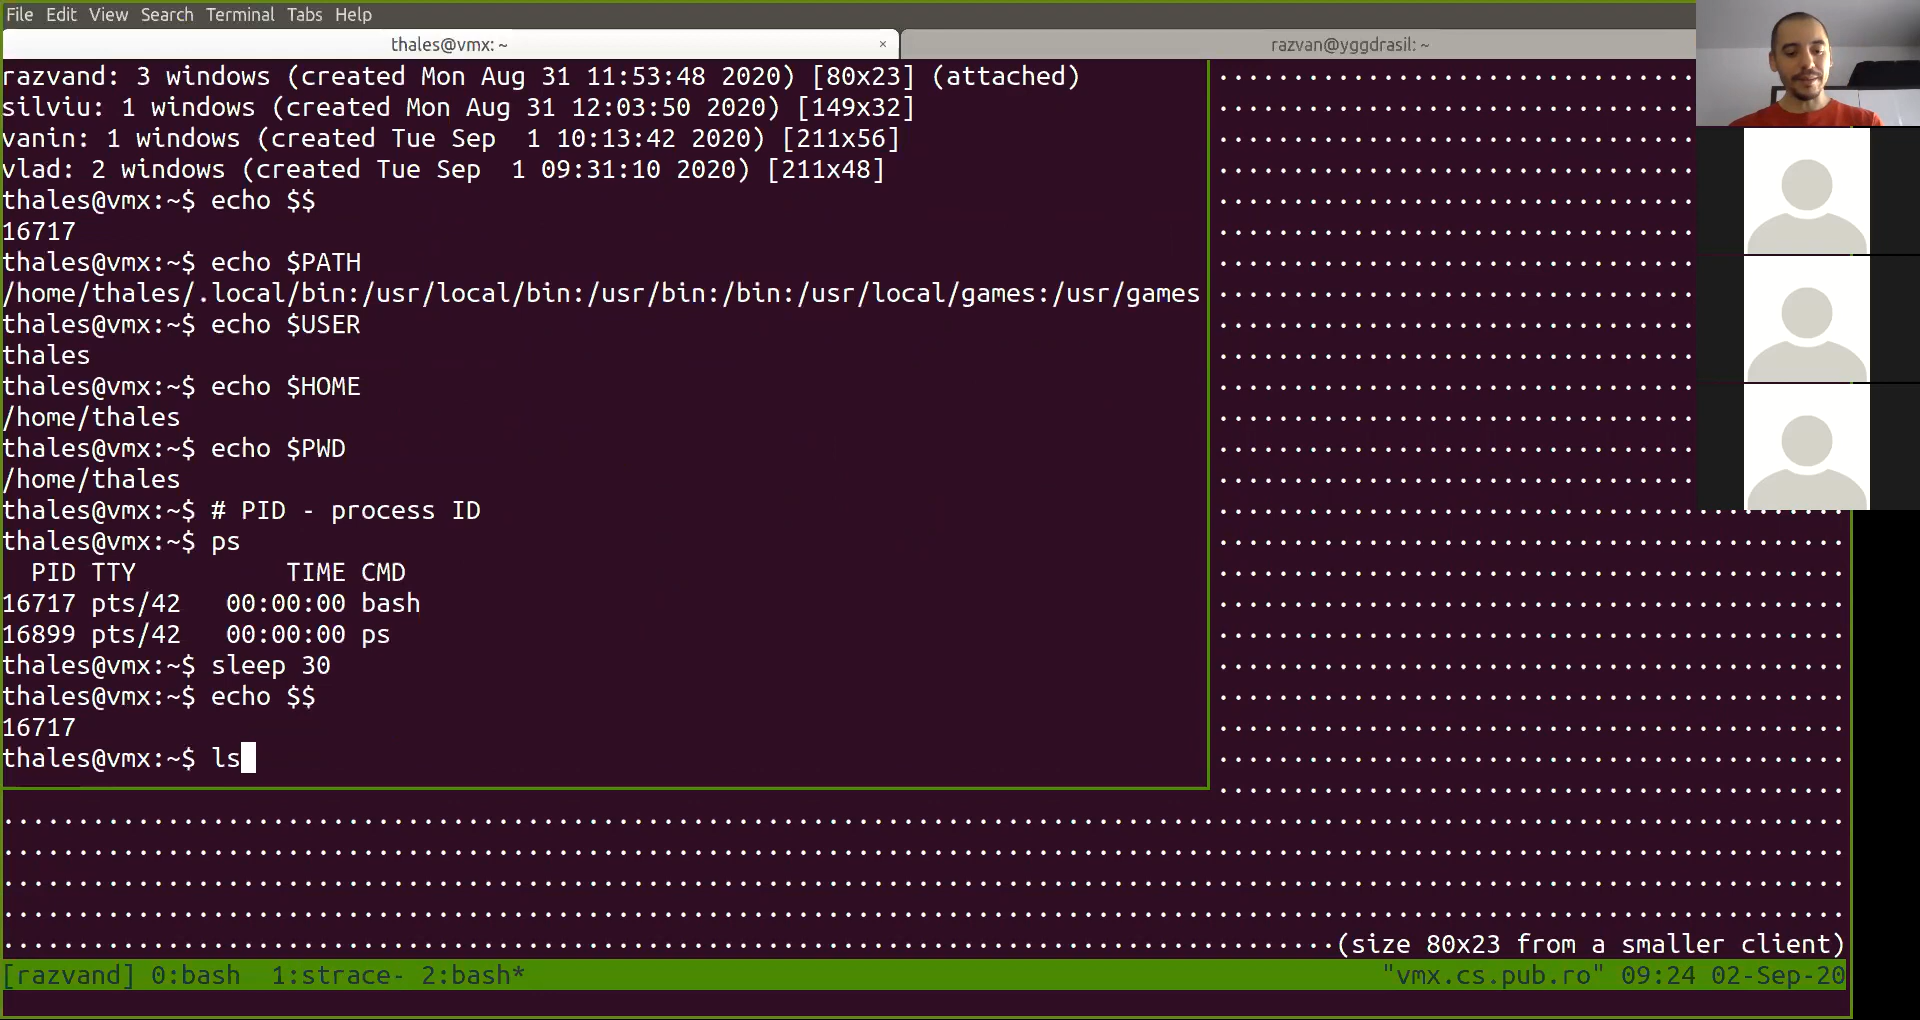 File Edit View Search Terminal Tabs Help
thales@vmx: ~ × razvan@yggdrasil: ~
razvand: 3 windows (created Mon Aug 31 11:53:48 2020) [80x23] (attached)
silviu: 1 windows (created Mon Aug 31 12:03:50 2020) [149x32]
vanin: 1 windows (created Tue Sep  1 10:13:42 2020) [211x56]
vlad: 2 windows (created Tue Sep  1 09:31:10 2020) [211x48]
thales@vmx:~$ echo $$
16717
thales@vmx:~$ echo $PATH
/home/thales/.local/bin:/usr/local/bin:/usr/bin:/bin:/usr/local/games:/usr/games
thales@vmx:~$ echo $USER
thales
thales@vmx:~$ echo $HOME
/home/thales
thales@vmx:~$ echo $PWD
/home/thales
thales@vmx:~$ # PID - process ID
thales@vmx:~$ ps
  PID TTY          TIME CMD
16717 pts/42   00:00:00 bash
16899 pts/42   00:00:00 ps
thales@vmx:~$ sleep 30
thales@vmx:~$ echo $$
16717
thales@vmx:~$ ls
(size 80x23 from a smaller client)
[razvand] 0:bash  1:strace- 2:bash* "vmx.cs.pub.ro" 09:24 02-Sep-20